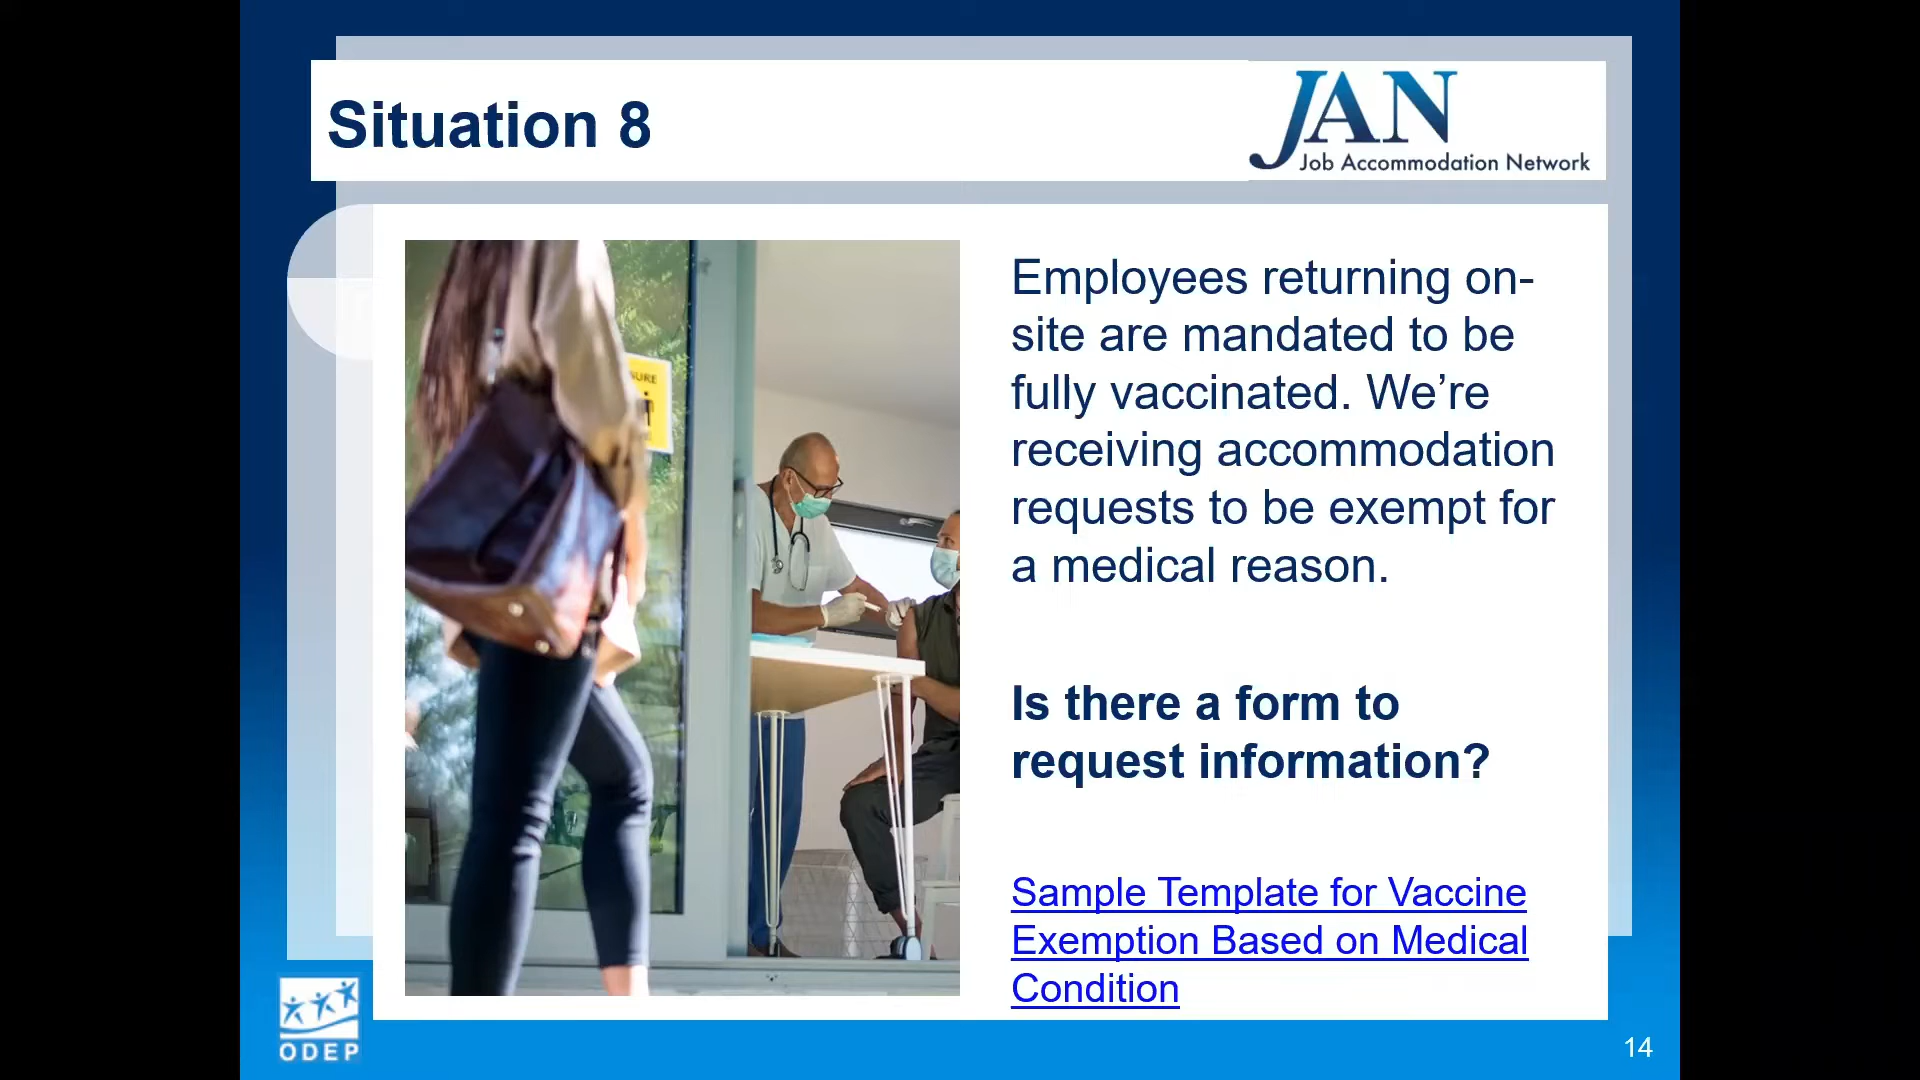 Situation 8
JAN
Job Accommodation Network
Employees returning on-
site are mandated to be
fully vaccinated. We’re
receiving accommodation
requests to be exempt for
a medical reason.
Is there a form to
request information?
Sample Template for Vaccine
Exemption Based on Medical
Condition
ODEP
14